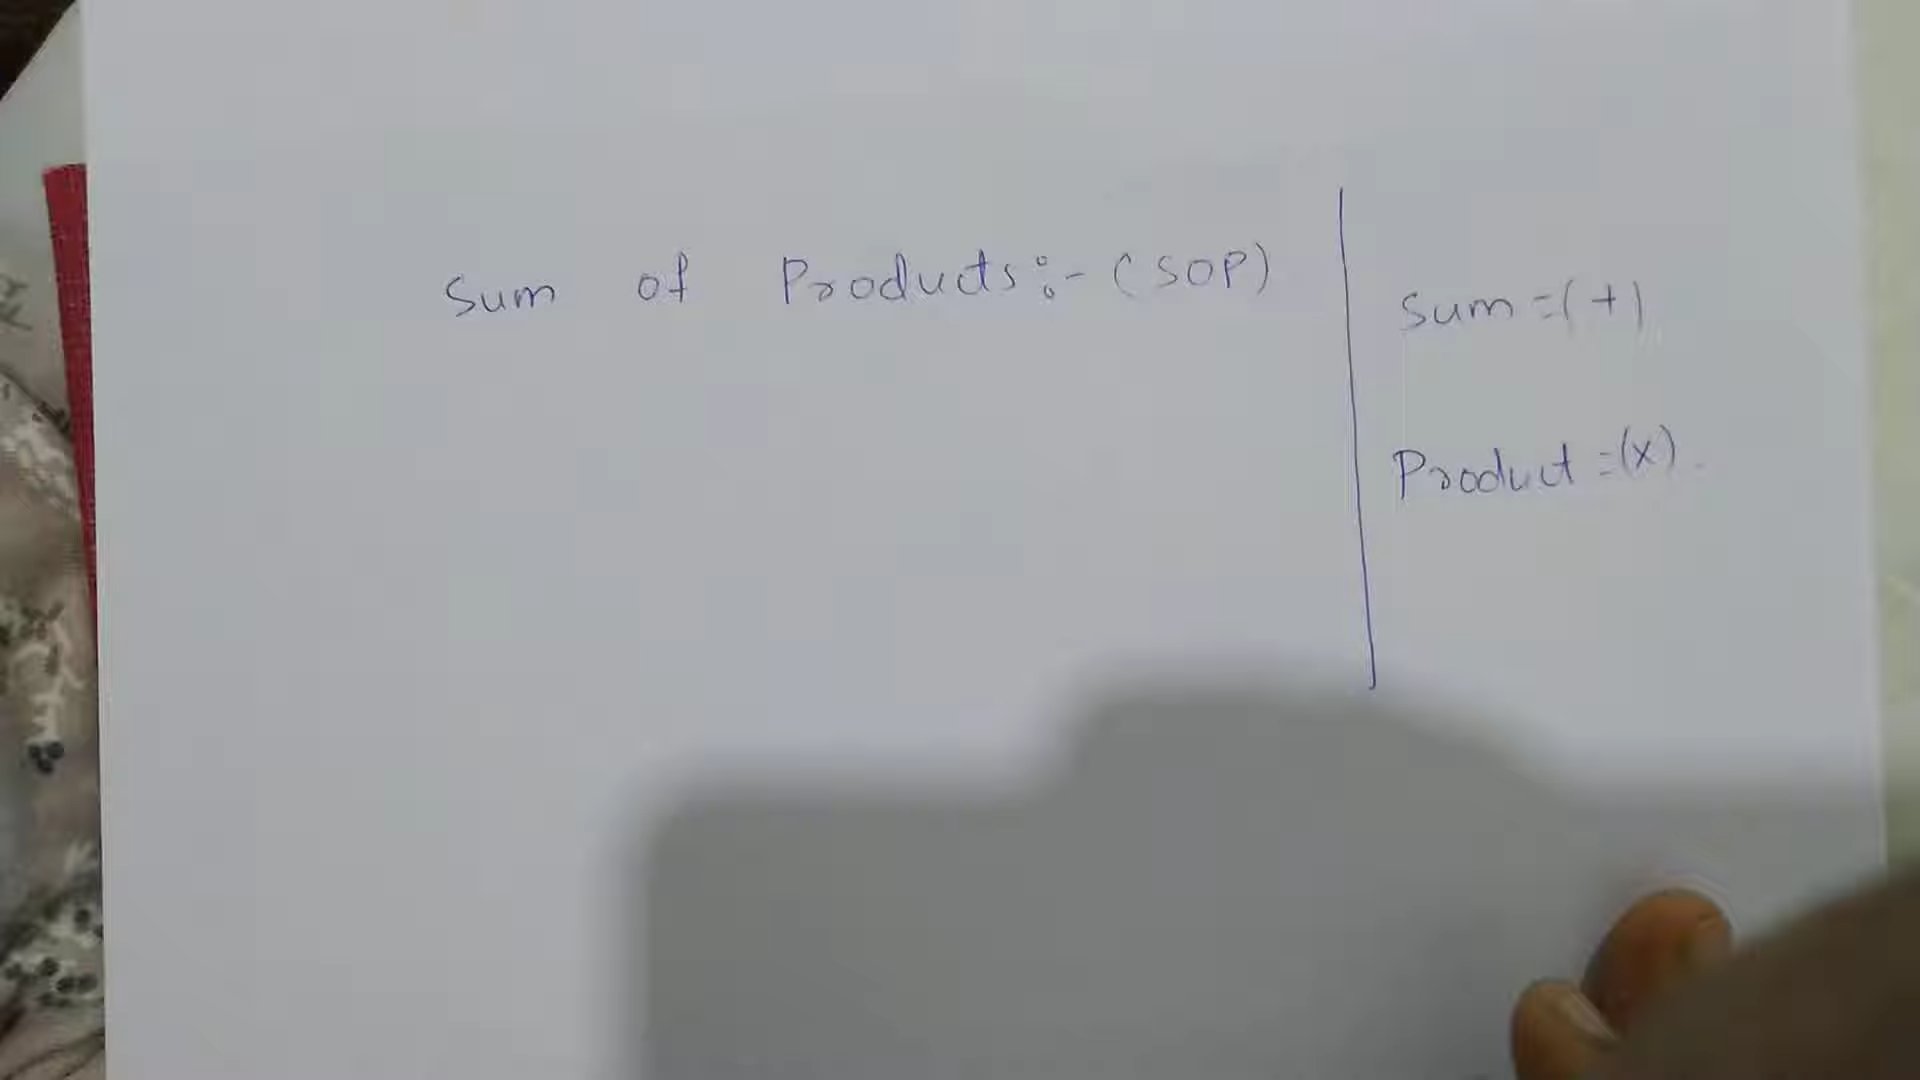 Sum of Products:- (SOP)
Sum =(+)
Product =(x).